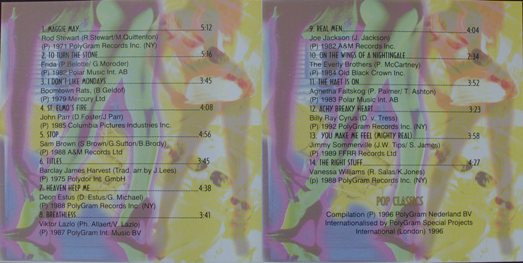 1. MAGGIE MAY 5:12
Rod Stewart (R.Stewart/M.Quittenton)
(P) 1971 PolyGram Records Inc. (NY)
2. TO TURN THE STONE 5:16
Frida (P.Belotte/ G.Moroder)
(P) 1982 Polar Music Int. AB
3. I DON'T LIKE MONDAYS 3:45
Boomtown Rats, (B Geldof)
(P) 1979 Mercury Ltd
4. ST. ELMO'S FIRE 4:08
John Parr (D Foster/J Parr)
(P) 1985 Columbia Pictures Industries Inc.
5. STOP 4:56
Sam Brown (S Brown/G.Sutton/B Brody)
(P) 1988 A&M Records Ltd
6. TITLES 3:45
Barclay James Harvest (Trad, arr by J.Lees)
(P) 1975 Polydor Int. GmbH
7. HEAVEN HELP ME 4:38
Deon Estus (D.Estus/G.Michael)
(P) 1988 PolyGram Records Inc. (NY)
8. BREATHLESS 3:41
Viktor Lazlo (Ph. Allaert/V. Lazlo)
(P) 1987 PolyGram Int. Music BV
9. REAL MEN 4:04
Joe Jackson (J. Jackson)
(P) 1982 A&M Records Inc.
10. ON THE WINGS OF A NIGHTINGALE 2:34
The Everly Brothers (P. McCartney)
(P) 1984 Old Black Crown Inc.
11. THE HAET IS ON 3:52
Agnetha Faltskog (P. Palmer/ T. Ashton)
(P) 1983 Polar Music Int. AB
12. ACHY BREAKY HEART 3:23
Billy Ray Cyrus (D. v. Tress)
(P) 1992 PolyGram Records Inc. (NY)
13. YOU MAKE ME FEEL (MIGHTY REAL) 3:58
Jimmy Sommerville (J.W. Tips/ S. James)
(P) 1989 FFRR Records Ltd
14. THE RIGHT STUFF 4:27
Vanessa Williams (R. Salas/K.Jones)
(p) 1988 PolyGram Records Inc. (NY)
POP CLASSICS
Compilation (P) 1996 PolyGram Nederland BV
Internationalised by PolyGram Special Projects
International (London) 1996